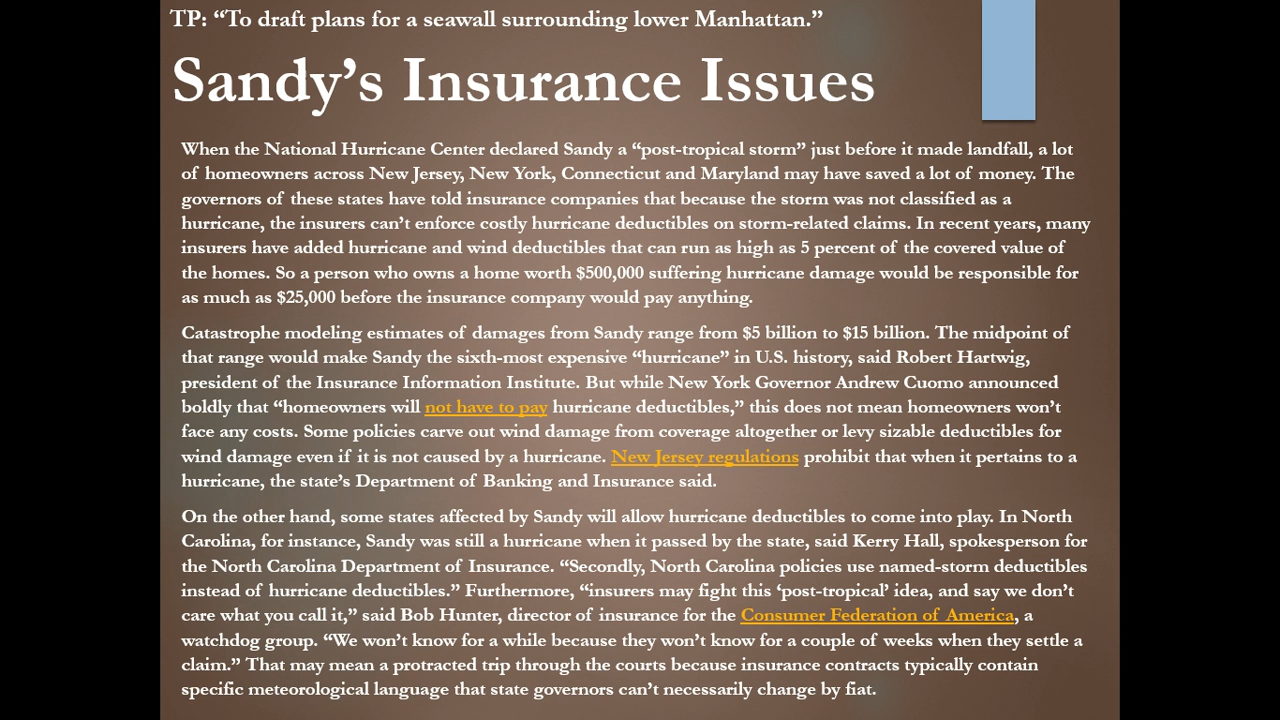 TP: “To draft plans for a seawall surrounding lower Manhattan.”
Sandy’s Insurance Issues
When the National Hurricane Center declared Sandy a “post-tropical storm” just before it made landfall, a lot
of homeowners across New Jersey, New York, Connecticut and Maryland may have saved a lot of money. The
governors of these states have told insurance companies that because the storm was not classified as a
hurricane, the insurers can’t enforce costly hurricane deductibles on storm-related claims. In recent years, many
insurers have added hurricane and wind deductibles that can run as high as 5 percent of the covered value of
the homes. So a person who owns a home worth $500,000 suffering hurricane damage would be responsible for
as much as $25,000 before the insurance company would pay anything.
Catastrophe modeling estimates of damages from Sandy range from $5 billion to $15 billion. The midpoint of
that range would make Sandy the sixth-most expensive “hurricane” in U.S. history, said Robert Hartwig,
president of the Insurance Information Institute. But while New York Governor Andrew Cuomo announced
boldly that “homeowners will not have to pay hurricane deductibles,” this does not mean homeowners won’t
face any costs. Some policies carve out wind damage from coverage altogether or levy sizable deductibles for
wind damage even if it is not caused by a hurricane. New Jersey regulations prohibit that when it pertains to a
hurricane, the state’s Department of Banking and Insurance said.
On the other hand, some states affected by Sandy will allow hurricane deductibles to come into play. In North
Carolina, for instance, Sandy was still a hurricane when it passed by the state, said Kerry Hall, spokesperson for
the North Carolina Department of Insurance. “Secondly, North Carolina policies use named-storm deductibles
instead of hurricane deductibles.” Furthermore, “insurers may fight this ‘post-tropical’ idea, and say we don’t
care what you call it,” said Bob Hunter, director of insurance for the Consumer Federation of America, a
watchdog group. “We won’t know for a while because they won’t know for a couple of weeks when they settle a
claim.” That may mean a protracted trip through the courts because insurance contracts typically contain
specific meteorological language that state governors can’t necessarily change by fiat.